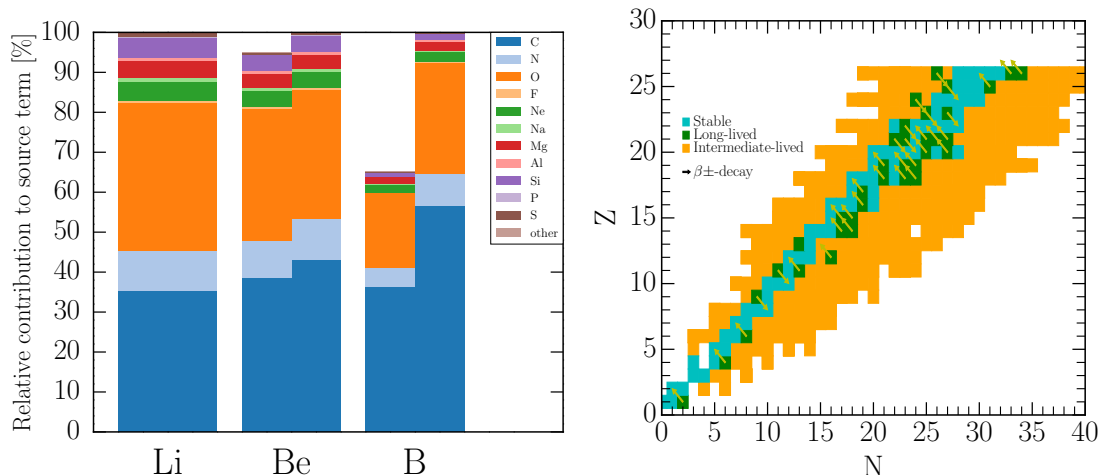 Relative contribution to source term [%]
100
90
80
70
60
50
40
30
20
10
0
Li
Be
B
C
N
O
F
Ne
Na
Mg
Al
Si
P
S
other
Z
30
25
20
15
10
5
0
Stable
Long-lived
Intermediate-lived
β±-decay
0 5 10 15 20 25 30 35 40
N